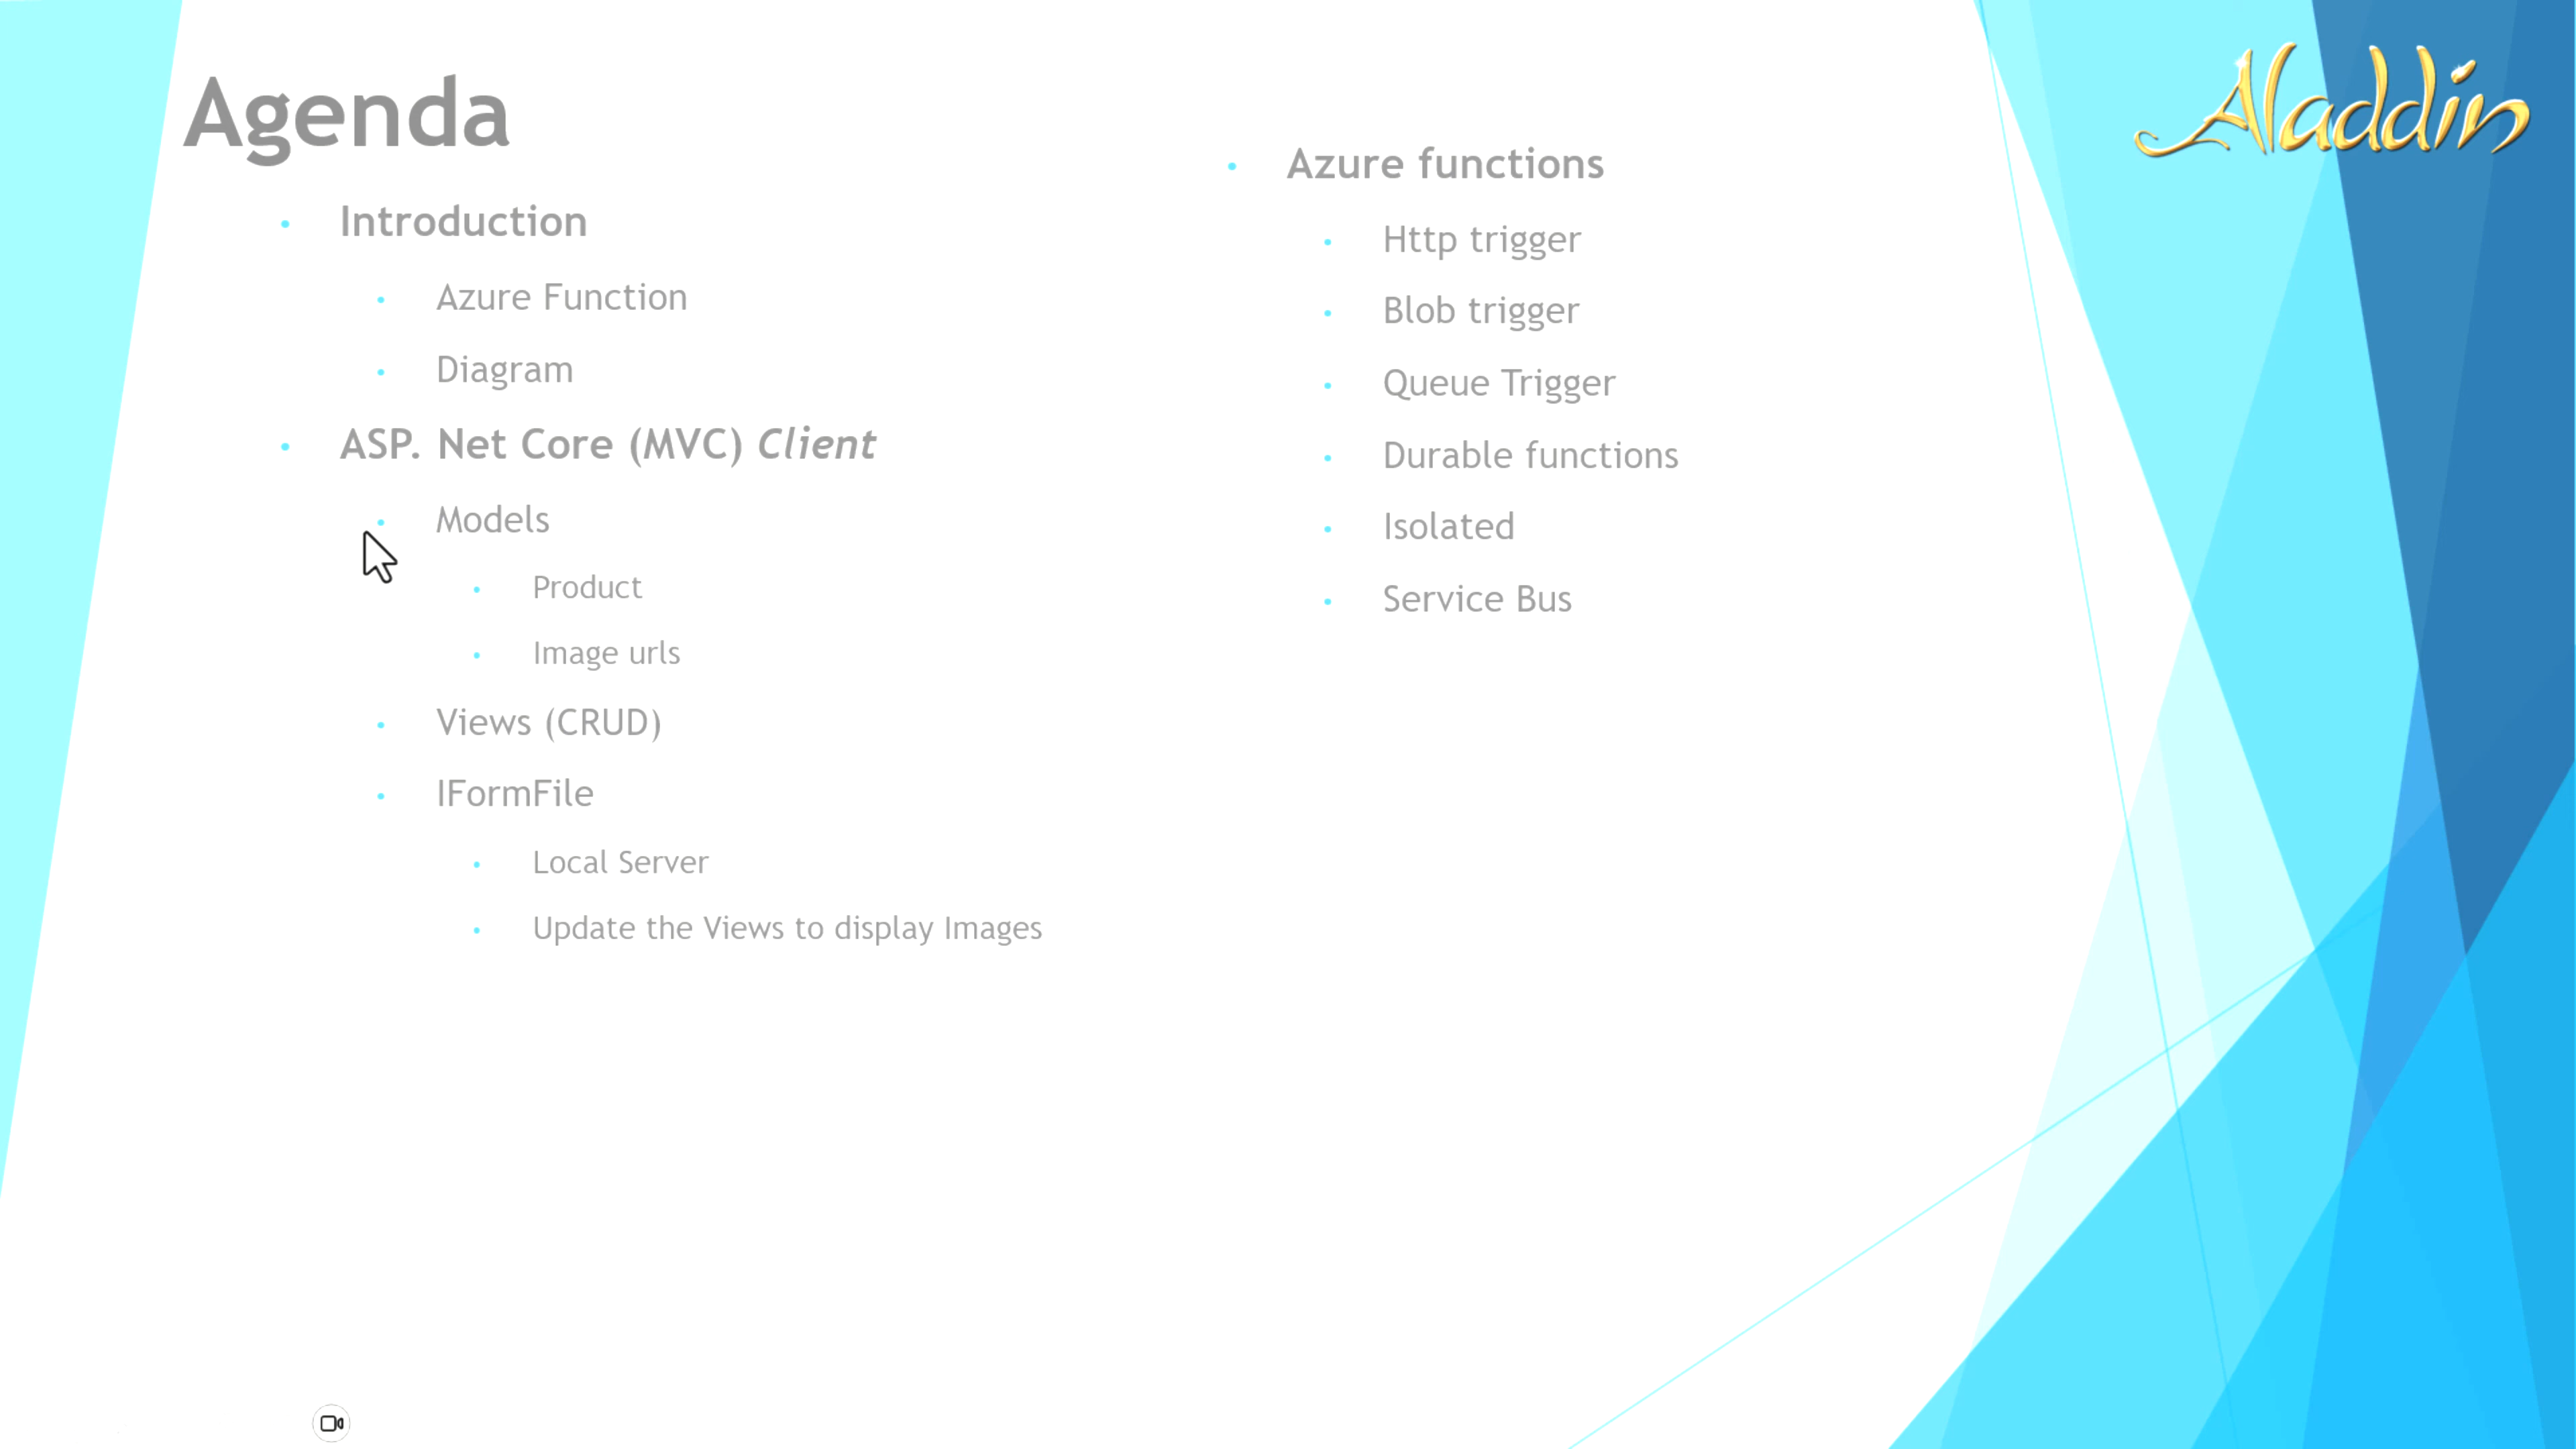 Agenda
Introduction
Azure Function
Diagram
ASP. Net Core (MVC) Client
Models
Product
Image urls
Views (CRUD)
IFormFile
Local Server
Update the Views to display Images
Azure functions
Http trigger
Blob trigger
Queue Trigger
Durable functions
Isolated
Service Bus
Aladdin